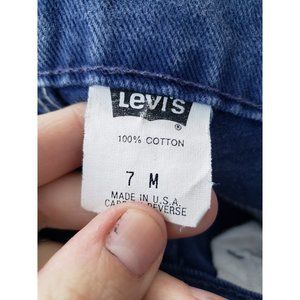 LEVI'S
®
100% COTTON
7 M
MADE IN U.S.A.
CARE ON REVERSE